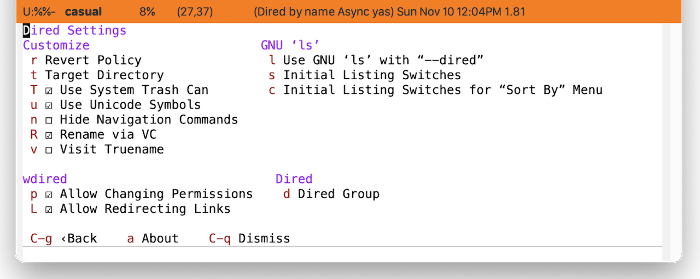 U:%%-  casual     8%   (27,37)     (Dired by name Async yas) Sun Nov 10 12:04PM 1.81
Dired Settings
Customize                       GNU ‘ls’
 r Revert Policy                 l Use GNU ‘ls’ with “--dired”
 t Target Directory              s Initial Listing Switches
 T ☑ Use System Trash Can        c Initial Listing Switches for “Sort By” Menu
 u ☑ Use Unicode Symbols
 n □ Hide Navigation Commands
 R ☑ Rename via VC
 v □ Visit Truename
wdired                            Dired
 p ☑ Allow Changing Permissions    d Dired Group
 L ☑ Allow Redirecting Links
 C-g ‹Back    a About    C-q Dismiss